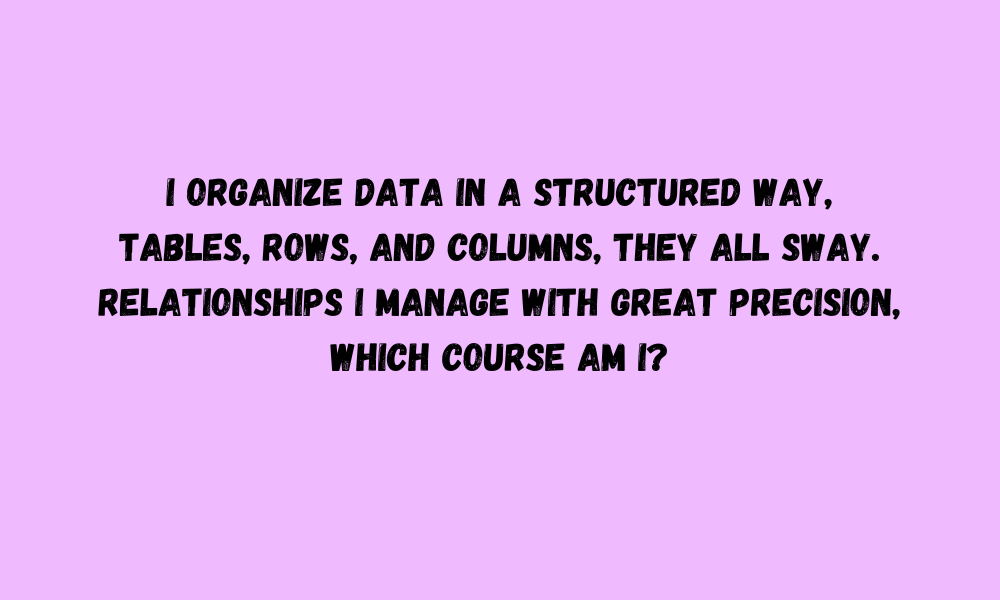 I ORGANIZE DATA IN A STRUCTURED WAY,
TABLES, ROWS, AND COLUMNS, THEY ALL SWAY.
RELATIONSHIPS I MANAGE WITH GREAT PRECISION,
WHICH COURSE AM I?